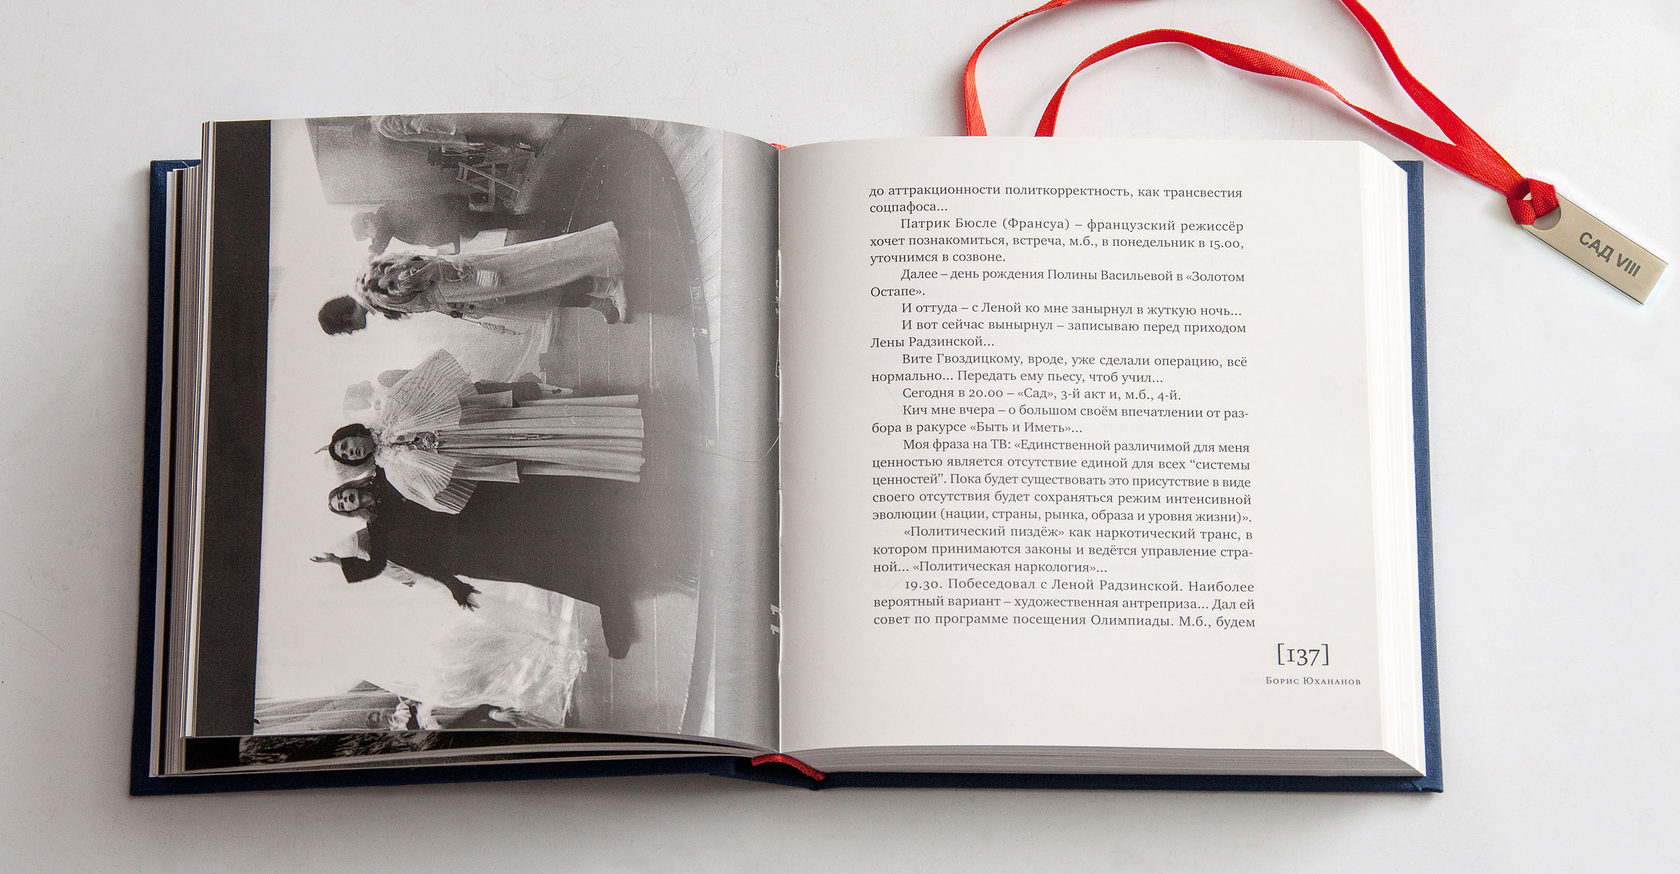 до аттракционности политкорректность, как трансвестия
соцпафоса...
Патрик Бюсле (Франсуа) – французский режиссёр
хочет познакомиться, встреча, м.б., в понедельник в 15.00,
уточнимся в созвоне.
Далее – день рождения Полины Васильевой в «Золотом
Остапе».
И оттуда – с Леной ко мне занырнул в жуткую ночь...
И вот сейчас вынырнул – записываю перед приходом
Лены Радзинской...
Вите Гвоздицкому, вроде, уже сделали операцию, всё
нормально... Передать ему пьесу, чтоб учил...
Сегодня в 20.00 – «Сад», 3-й акт и, м.б., 4-й.
Кич мне вчера – о большом своём впечатлении от раз-
бора в ракурсе «Быть и Иметь»...
Моя фраза на ТВ: «Единственной различимой для меня
ценностью является отсутствие единой для всех “системы
ценностей”. Пока будет существовать это присутствие в виде
своего отсутствия будет сохраняться режим интенсивной
эволюции (нации, страны, рынка, образа и уровня жизни)».
«Политический пиздёж» как наркотический транс, в
котором принимаются законы и ведётся управление стра-
ной... «Политическая наркология»...
19.30. Побеседовал с Леной Радзинской. Наиболее
вероятный вариант – художественная антреприза... Дал ей
совет по программе посещения Олимпиады. М.б., будем
[137]
Борис Юхананов
САД VIII